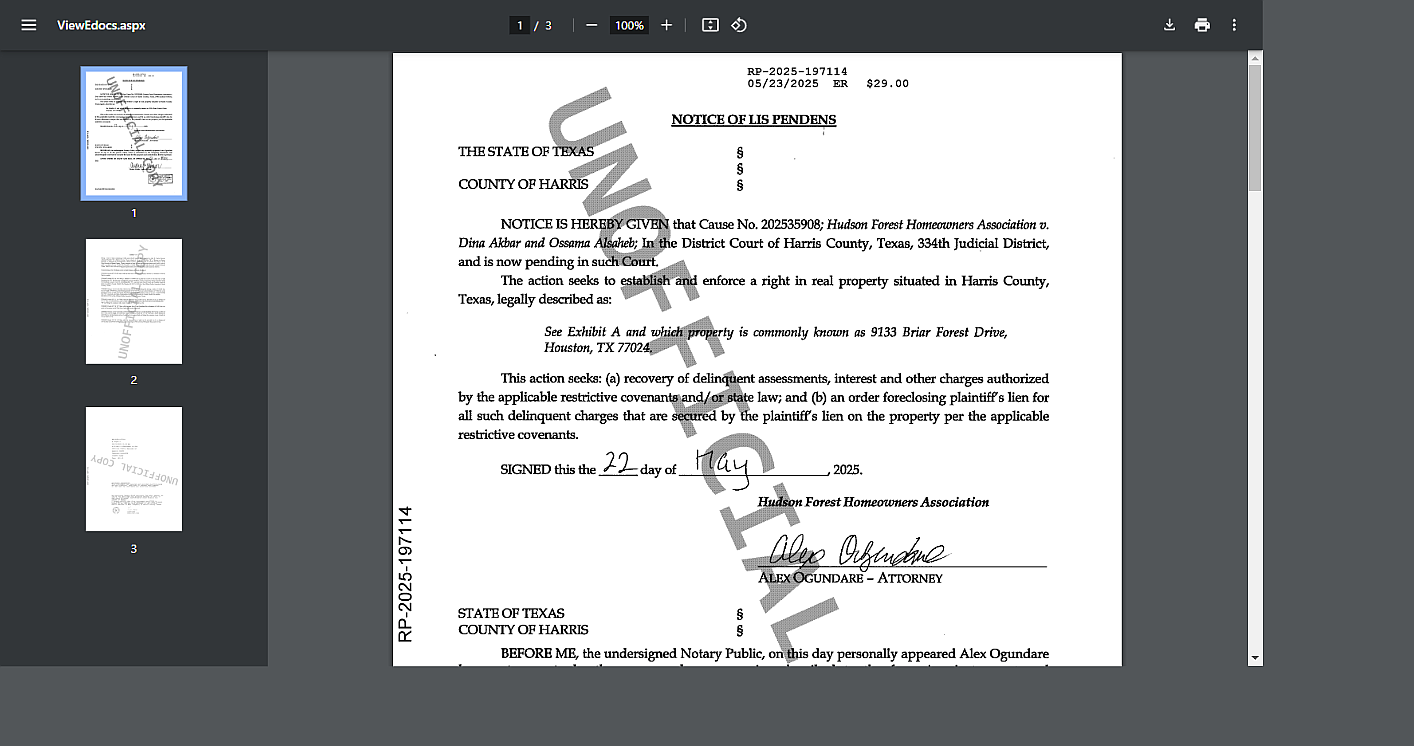 ViewEdocs.aspx
1 / 3
100%
1
2
3
RP-2025-197114
05/23/2025 ER $29.00
NOTICE OF LIS PENDENS
THE STATE OF TEXAS §
§
COUNTY OF HARRIS §
NOTICE IS HEREBY GIVEN that Cause No. 202535908; Hudson Forest Homeowners Association v.
Dina Akbar and Ossama Alsaheb; In the District Court of Harris County, Texas, 334th Judicial District,
and is now pending in such Court.
The action seeks to establish and enforce a right in real property situated in Harris County,
Texas, legally described as:
See Exhibit A and which property is commonly known as 9133 Briar Forest Drive,
Houston, TX 77024.
This action seeks: (a) recovery of delinquent assessments, interest and other charges authorized
by the applicable restrictive covenants and/or state law; and (b) an order foreclosing plaintiff's lien for
all such delinquent charges that are secured by the plaintiff's lien on the property per the applicable
restrictive covenants.
SIGNED this the 22 day of May, 2025.
Hudson Forest Homeowners Association
Alex Ogundare
ALEX OGUNDARE – ATTORNEY
STATE OF TEXAS §
COUNTY OF HARRIS §
BEFORE ME, the undersigned Notary Public, on this day personally appeared Alex Ogundare
RP-2025-197114
UNOFFICIAL
UNOFFICIAL COPY
UNOFFICIAL COPY
UNOFFICIAL COPY